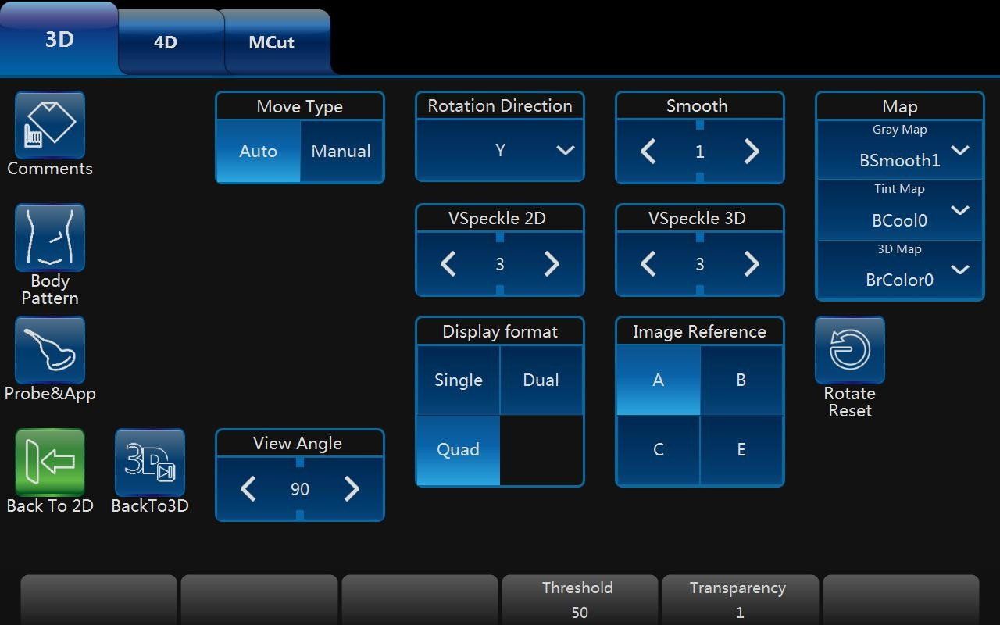 3D
4D
MCut
Comments
Move Type
Auto
Manual
Rotation Direction
Y
Smooth
1
Map
Gray Map
BSmooth1
Tint Map
BCool0
3D Map
BrColor0
Body
Pattern
VSpeckle 2D
3
VSpeckle 3D
3
Probe&App
Display format
Single
Dual
Quad
Image Reference
A
B
C
E
Rotate
Reset
Back To 2D
3D
BackTo3D
View Angle
90
Threshold
50
Transparency
1